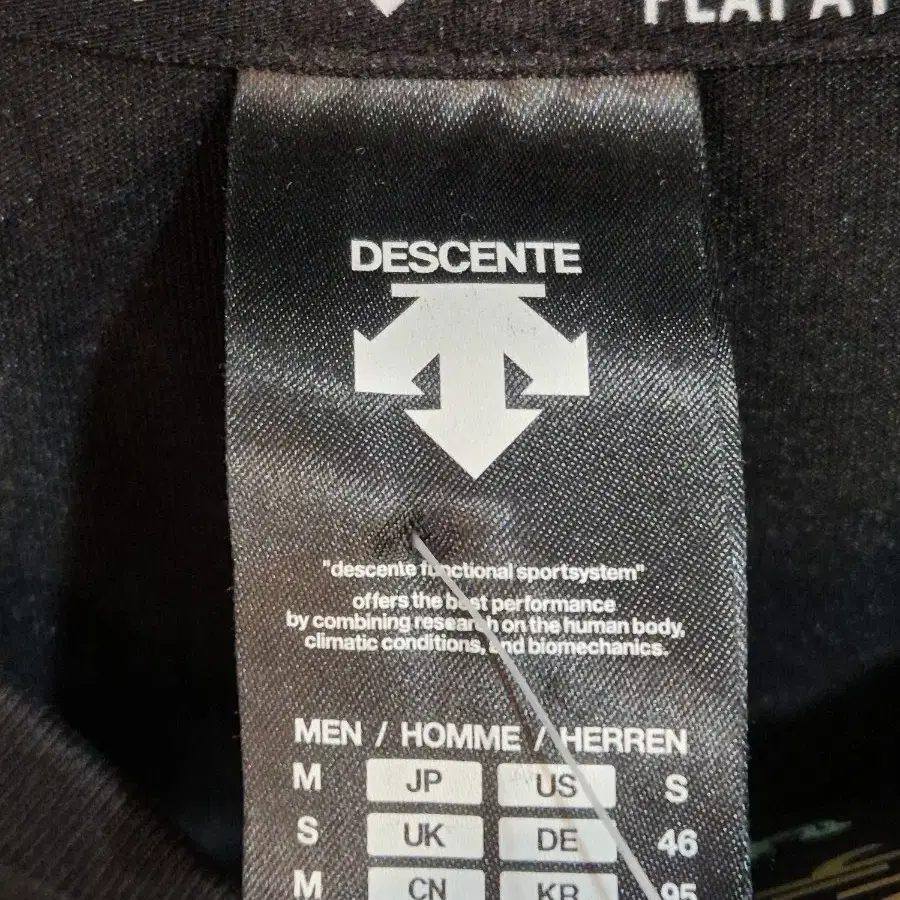 DESCENTE
"descente functional sportsystem"
offers the best performance
by combining research on the human body,
climatic conditions, and biomechanics.
MEN / HOMME / HERREN
M JP US S
S UK DE 46
M CN KR 95